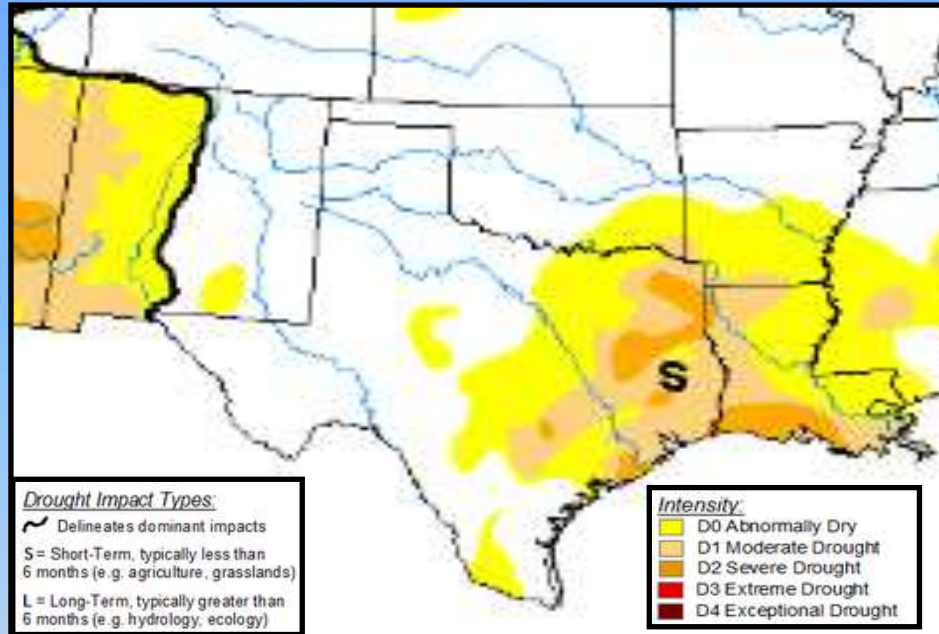 S
Drought Impact Types:
Delineates dominant impacts
S = Short-Term, typically less than
6 months (e.g. agriculture, grasslands)
L = Long-Term, typically greater than
6 months (e.g. hydrology, ecology)
Intensity:
D0 Abnormally Dry
D1 Moderate Drought
D2 Severe Drought
D3 Extreme Drought
D4 Exceptional Drought